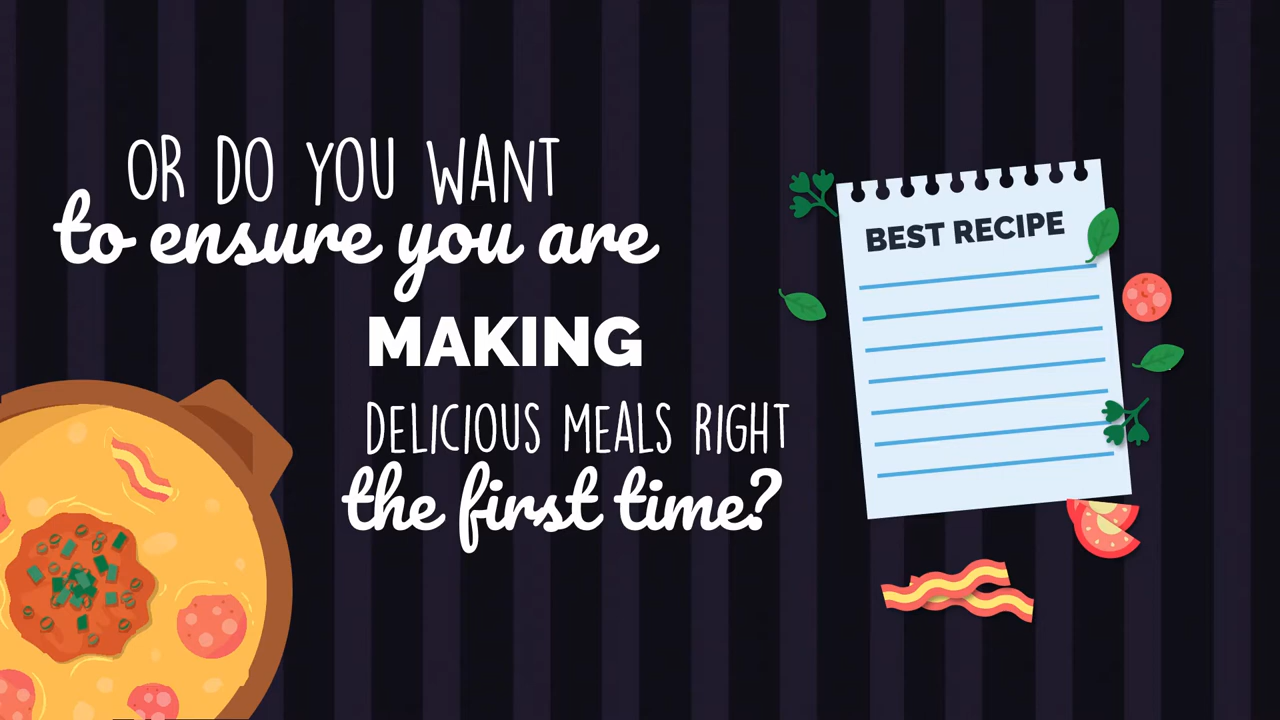 OR DO YOU WANT
to ensure you are
MAKING
DELICIOUS MEALS RIGHT
the first time?
BEST RECIPE